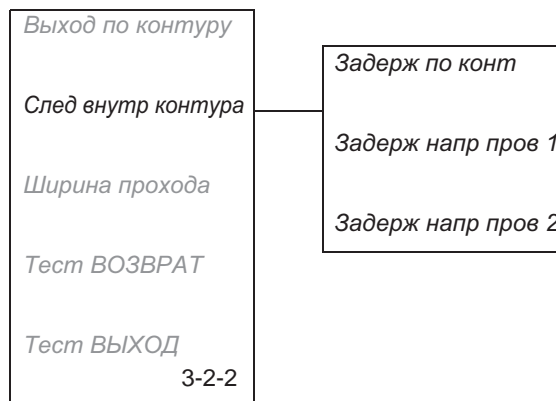 Выход по контуру
След внутр контура
Ширина прохода
Тест ВОЗВРАТ
Тест ВЫХОД
3-2-2
Задерж по конт
Задерж напр пров 1
Задерж напр пров 2